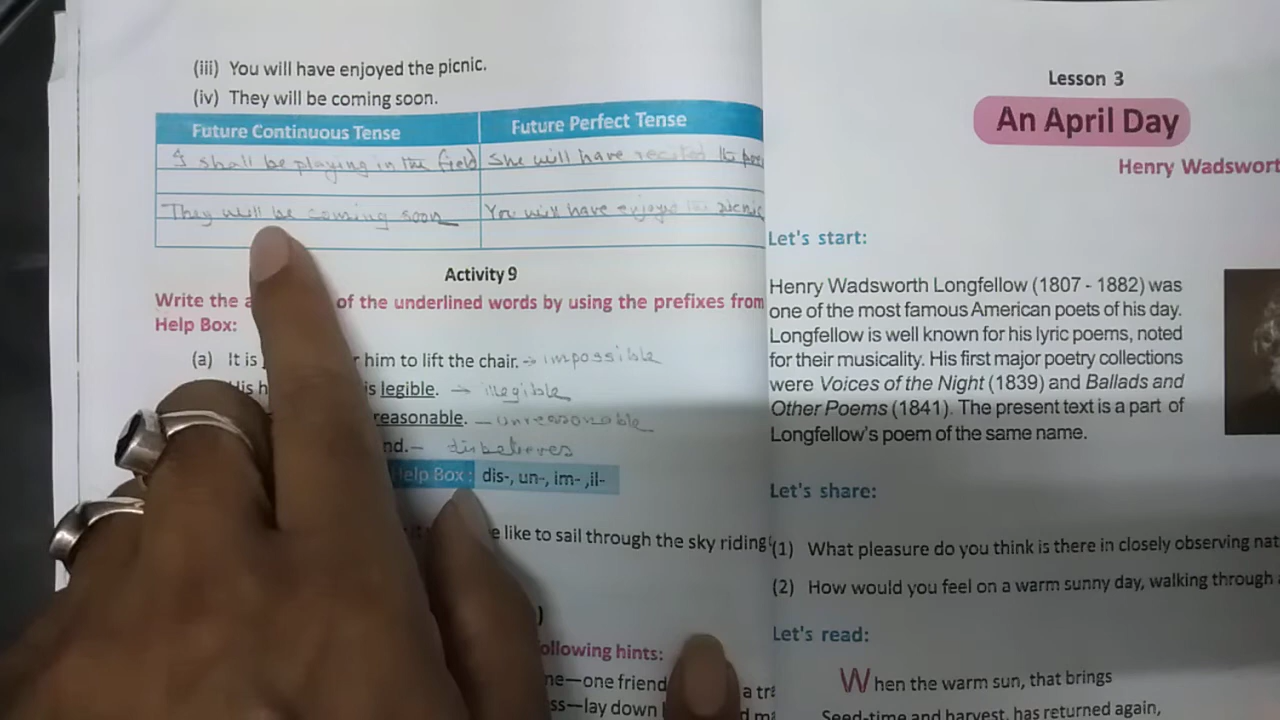 (iii) You will have enjoyed the picnic.
(iv) They will be coming soon.
Future Continuous Tense Future Perfect Tense
I shall be playing in the field She will have recited the
They will be coming soon You will have enjoyed the picnic
Activity 9
Write the of the underlined words by using the prefixes from
Help Box:
(a) It is him to lift the chair. → impossible
is legible. → illegible
reasonable. – unreasonable
– disbelieves
Help Box: dis-, un-, im- ,il-
like to sail through the sky riding
ollowing hints:
—one friend
—lay down
Lesson 3
An April Day
Henry Wadswort
Let's start:
Henry Wadsworth Longfellow (1807 - 1882) was
one of the most famous American poets of his day.
Longfellow is well known for his lyric poems, noted
for their musicality. His first major poetry collections
were Voices of the Night (1839) and Ballads and
Other Poems (1841). The present text is a part of
Longfellow's poem of the same name.
Let's share:
(1) What pleasure do you think is there in closely observing nat
(2) How would you feel on a warm sunny day, walking through
Let's read:
When the warm sun, that brings
Seed-time and harvest, has returned again,